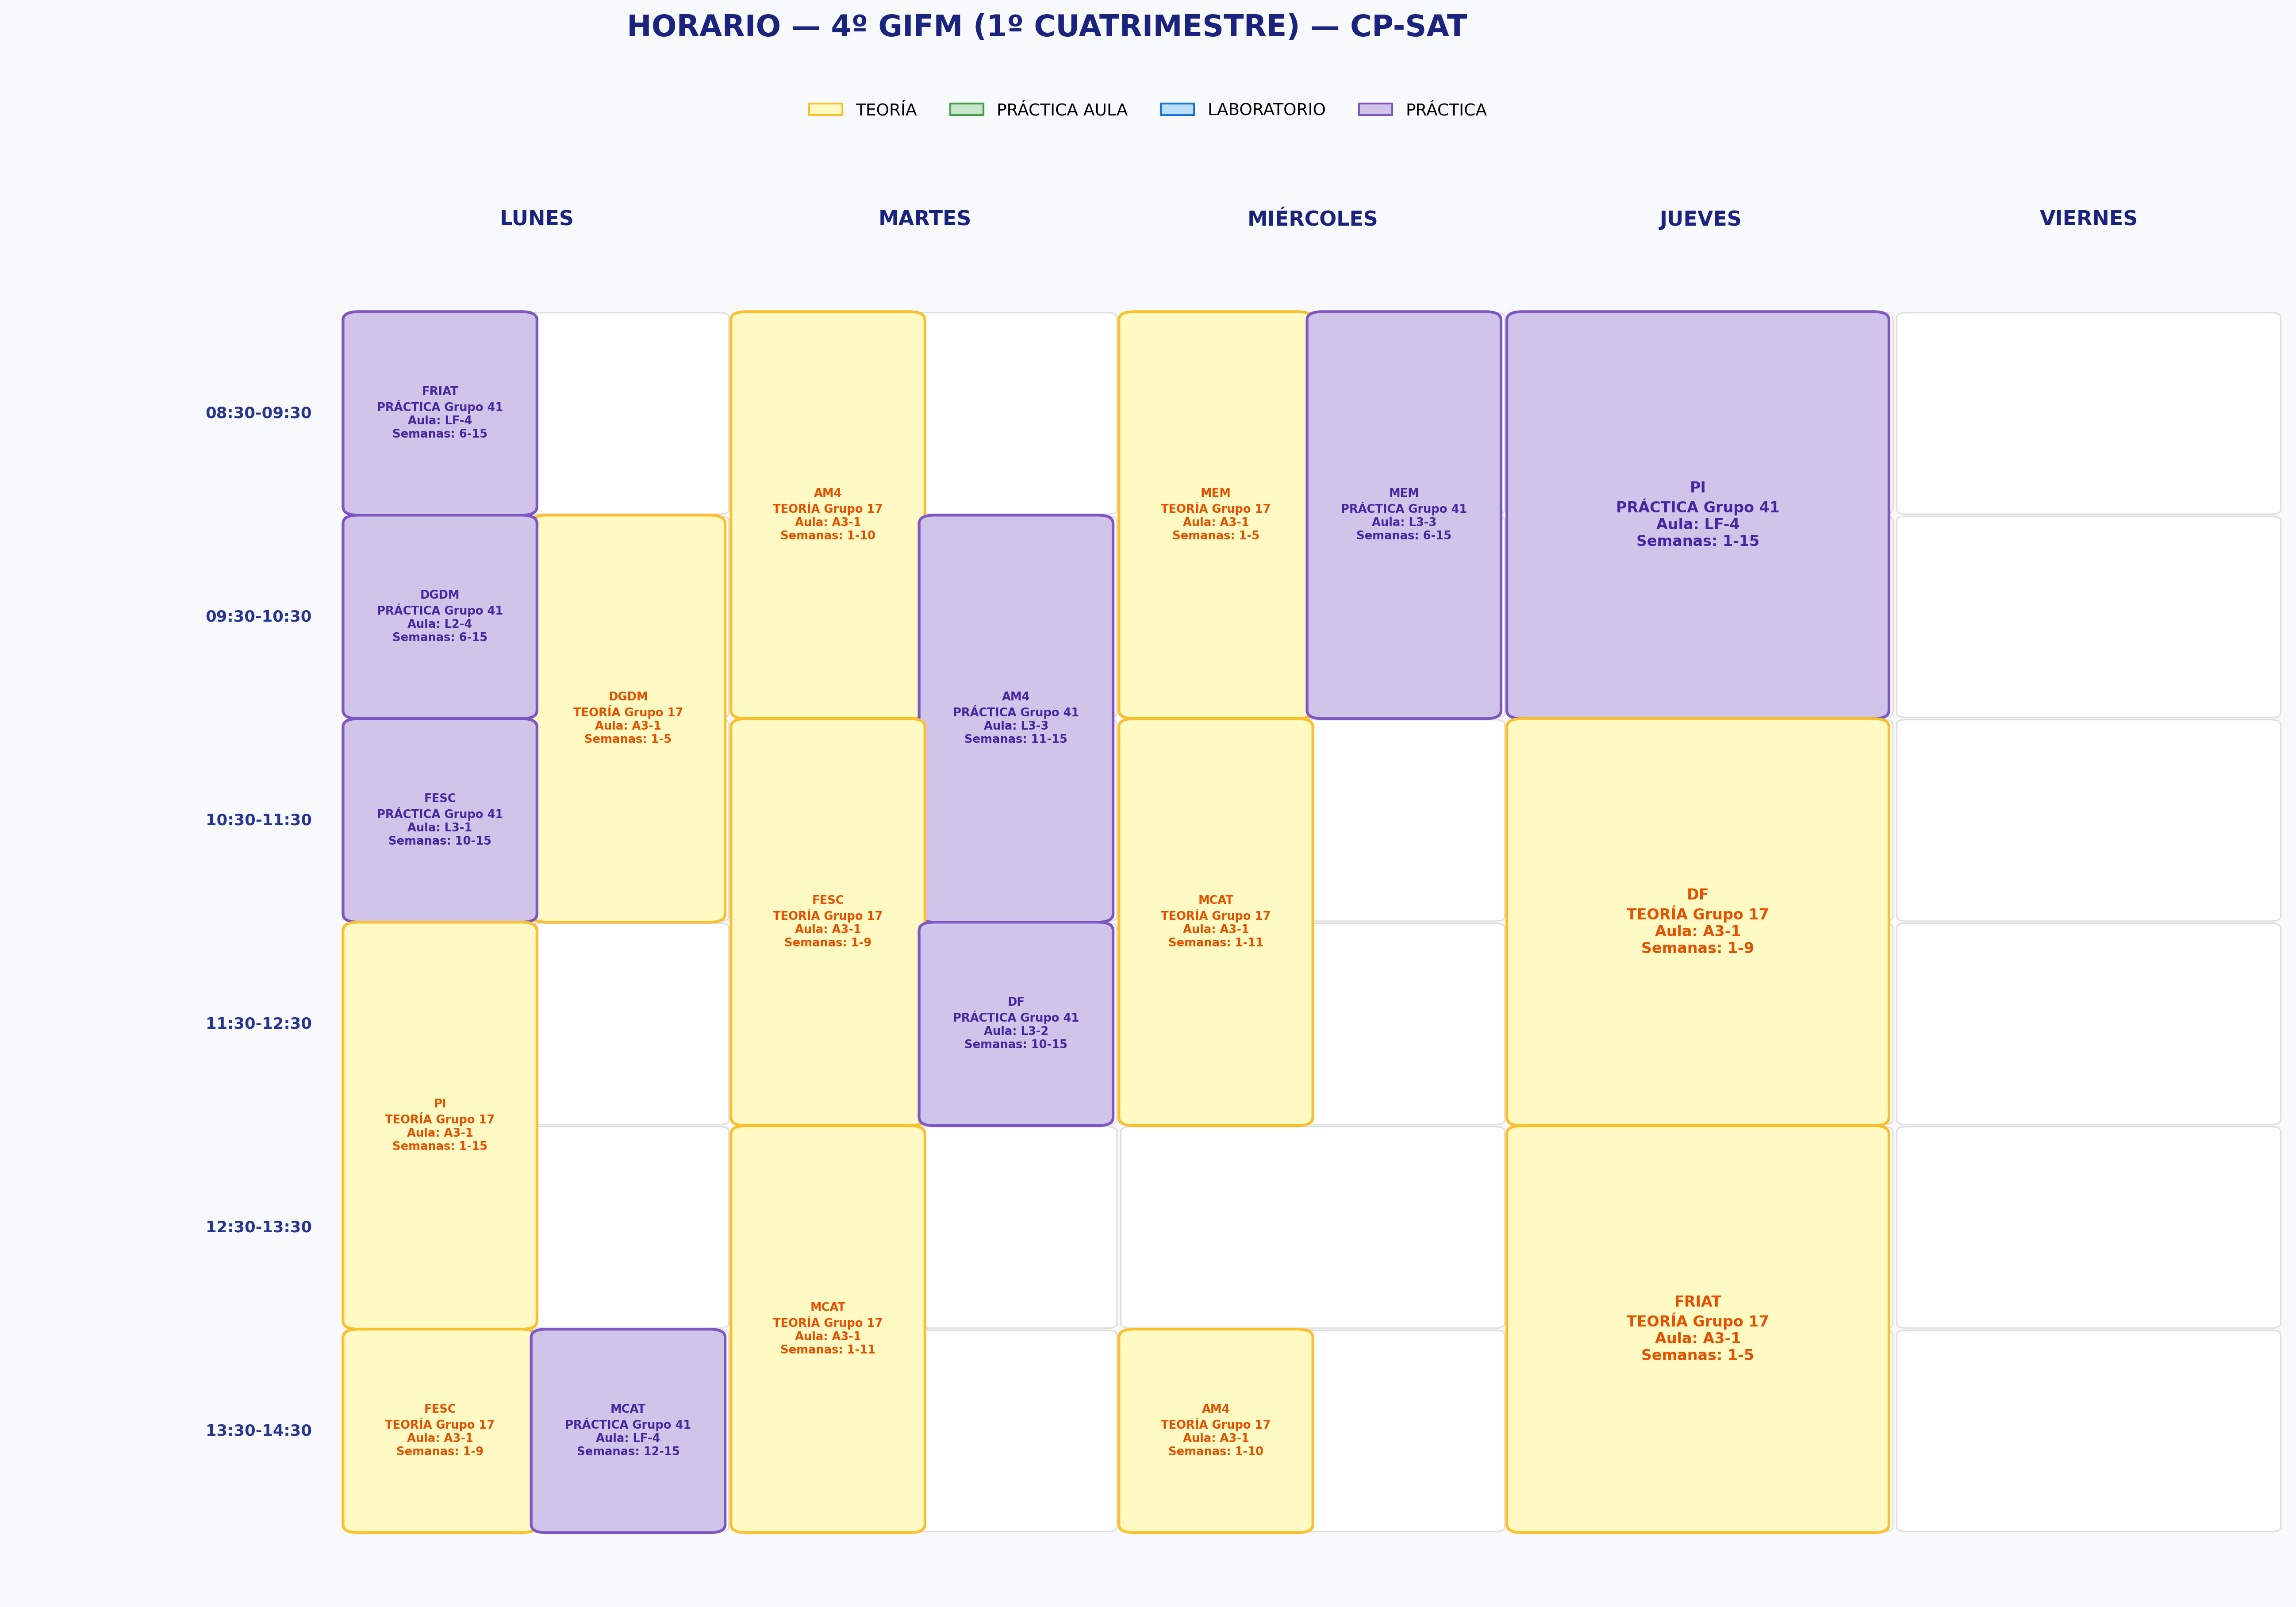 HORARIO — 4º GIFM (1º CUATRIMESTRE) — CP-SAT
TEORÍA
PRÁCTICA AULA
LABORATORIO
PRÁCTICA
LUNES
MARTES
MIÉRCOLES
JUEVES
VIERNES
08:30-09:30
FRIAT
PRÁCTICA Grupo 41
Aula: LF-4
Semanas: 6-15
AM4
TEORÍA Grupo 17
Aula: A3-1
Semanas: 1-10
MEM
TEORÍA Grupo 17
Aula: A3-1
Semanas: 1-5
MEM
PRÁCTICA Grupo 41
Aula: L3-3
Semanas: 6-15
PI
PRÁCTICA Grupo 41
Aula: LF-4
Semanas: 1-15
09:30-10:30
DGDM
PRÁCTICA Grupo 41
Aula: L2-4
Semanas: 6-15
DGDM
TEORÍA Grupo 17
Aula: A3-1
Semanas: 1-5
AM4
PRÁCTICA Grupo 41
Aula: L3-3
Semanas: 11-15
10:30-11:30
FESC
PRÁCTICA Grupo 41
Aula: L3-1
Semanas: 10-15
FESC
TEORÍA Grupo 17
Aula: A3-1
Semanas: 1-9
MCAT
TEORÍA Grupo 17
Aula: A3-1
Semanas: 1-11
DF
TEORÍA Grupo 17
Aula: A3-1
Semanas: 1-9
11:30-12:30
PI
TEORÍA Grupo 17
Aula: A3-1
Semanas: 1-15
DF
PRÁCTICA Grupo 41
Aula: L3-2
Semanas: 10-15
12:30-13:30
MCAT
TEORÍA Grupo 17
Aula: A3-1
Semanas: 1-11
FRIAT
TEORÍA Grupo 17
Aula: A3-1
Semanas: 1-5
13:30-14:30
FESC
TEORÍA Grupo 17
Aula: A3-1
Semanas: 1-9
MCAT
PRÁCTICA Grupo 41
Aula: LF-4
Semanas: 12-15
AM4
TEORÍA Grupo 17
Aula: A3-1
Semanas: 1-10